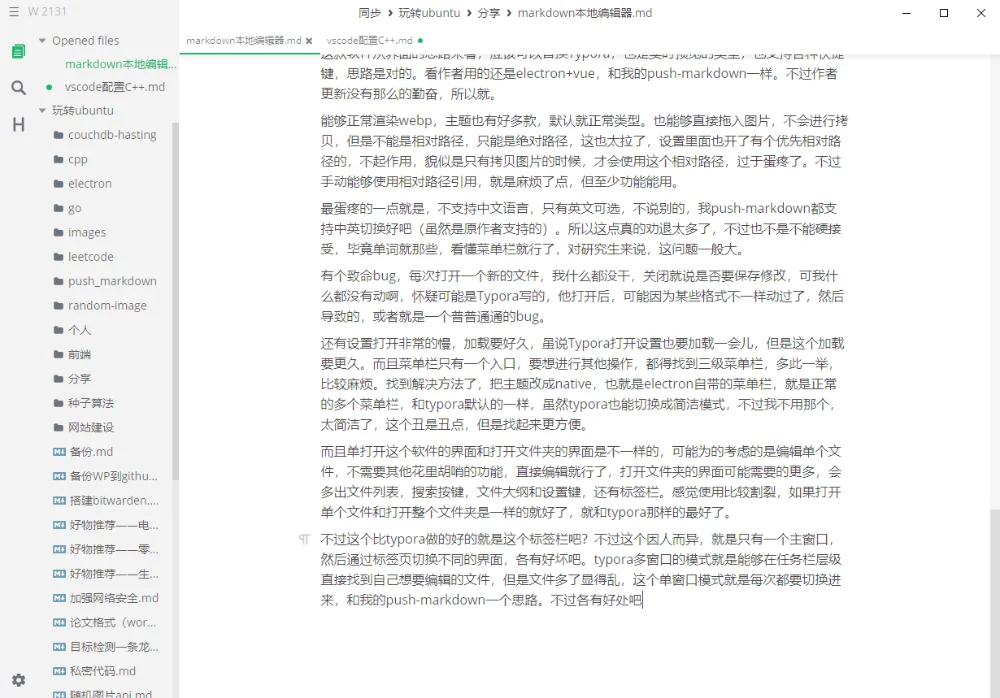 W 2131
同步 › 玩转ubuntu › 分享 › markdown本地编辑器.md
Opened files
markdown本地编辑...
vscode配置C++.md
玩转ubuntu
couchdb-hasting
cpp
electron
go
images
leetcode
push_markdown
random-image
个人
前端
分享
种子算法
网站建设
备份.md
备份WP到githu...
搭建bitwarden....
好物推荐——电...
好物推荐——零...
好物推荐——生...
加强网络安全.md
论文格式（wor...
目标检测—条龙...
私密代码.md
随机图片api.md
markdown本地编辑器.md
vscode配置C++.md
键，思路是对的。看作者用的还是electron+vue，和我的push-markdown一样。不过作者
更新没有那么的勤奋，所以就。
能够正常渲染webp，主题也有好多款，默认就正常类型。也能够直接拖入图片，不会进行拷
贝，但是不能是相对路径，只能是绝对路径，这也太拉了，设置里面也开了有个优先相对路
径的，不起作用，貌似是只有拷贝图片的时候，才会使用这个相对路径，过于蛋疼了。不过
手动能够使用相对路径引用，就是麻烦了点，但至少功能能用。
最蛋疼的一点就是，不支持中文语言，只有英文可选，不说别的，我push-markdown都支
持中英切换好吧（虽然是原作者支持的）。所以这点真的劝退太多了，不过也不是不能硬接
受，毕竟单词就那些，看懂菜单栏就行了，对研究生来说，这问题一般大。
有个致命bug，每次打开一个新的文件，我什么都没干，关闭就说是否要保存修改，可我什
么都没有动啊，怀疑可能是Typora写的，他打开后，可能因为某些格式不一样动过了，然后
导致的，或者就是一个普普通通的bug。
还有设置打开非常的慢，加载要好久，虽说Typora打开设置也要加载一会儿，但是这个加载
要更久。而且菜单栏只有一个入口，要想进行其他操作，都得找到三级菜单栏，多此一举，
比较麻烦。找到解决方法了，把主题改成native，也就是electron自带的菜单栏，就是正常
的多个菜单栏，和typora默认的一样，虽然typora也能切换成简洁模式，不过我不用那个，
太简洁了，这个丑是丑点，但是找起来更方便。
而且单打开这个软件的界面和打开文件夹的界面是不一样的，可能为的考虑的是编辑单个文
件，不需要其他花里胡哨的功能，直接编辑就行了，打开文件夹的界面可能需要的更多，会
多出文件列表，搜索按键，文件大纲和设置键，还有标签栏。感觉使用比较割裂，如果打开
单个文件和打开整个文件夹是一样的就好了，就和typora那样的最好了。
不过这个比typora做的好的就是这个标签栏吧？不过这个因人而异，就是只有一个主窗口，
然后通过标签页切换不同的界面，各有好坏吧。typora多窗口的模式就是能够在任务栏层级
直接找到自己想要编辑的文件，但是文件多了显得乱，这个单窗口模式就是每次都要切换进
来，和我的push-markdown一个思路。不过各有好处吧